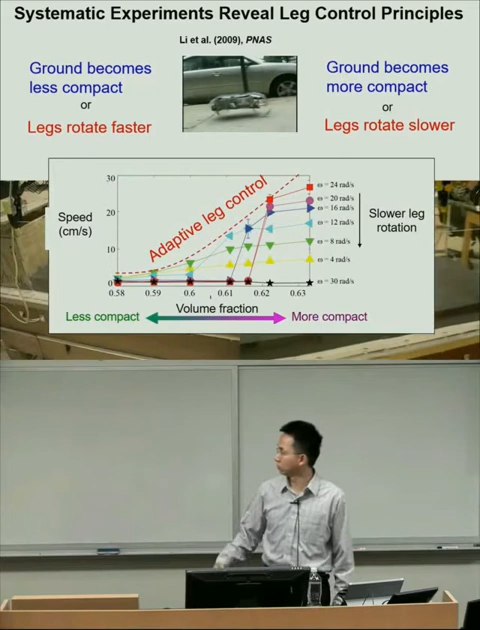 Systematic Experiments Reveal Leg Control Principles
Li et al. (2009), PNAS
Ground becomes
less compact
or
Legs rotate faster
Ground becomes
more compact
or
Legs rotate slower
30
20
10
0
Speed
(cm/s)
Adaptive leg control
ω = 24 rad/s
ω = 20 rad/s
ω = 16 rad/s
ω = 12 rad/s
ω = 8 rad/s
ω = 4 rad/s
ω = 30 rad/s
Slower leg
rotation
0.58
0.59
0.6
0.61
0.62
0.63
Volume fraction
Less compact
More compact